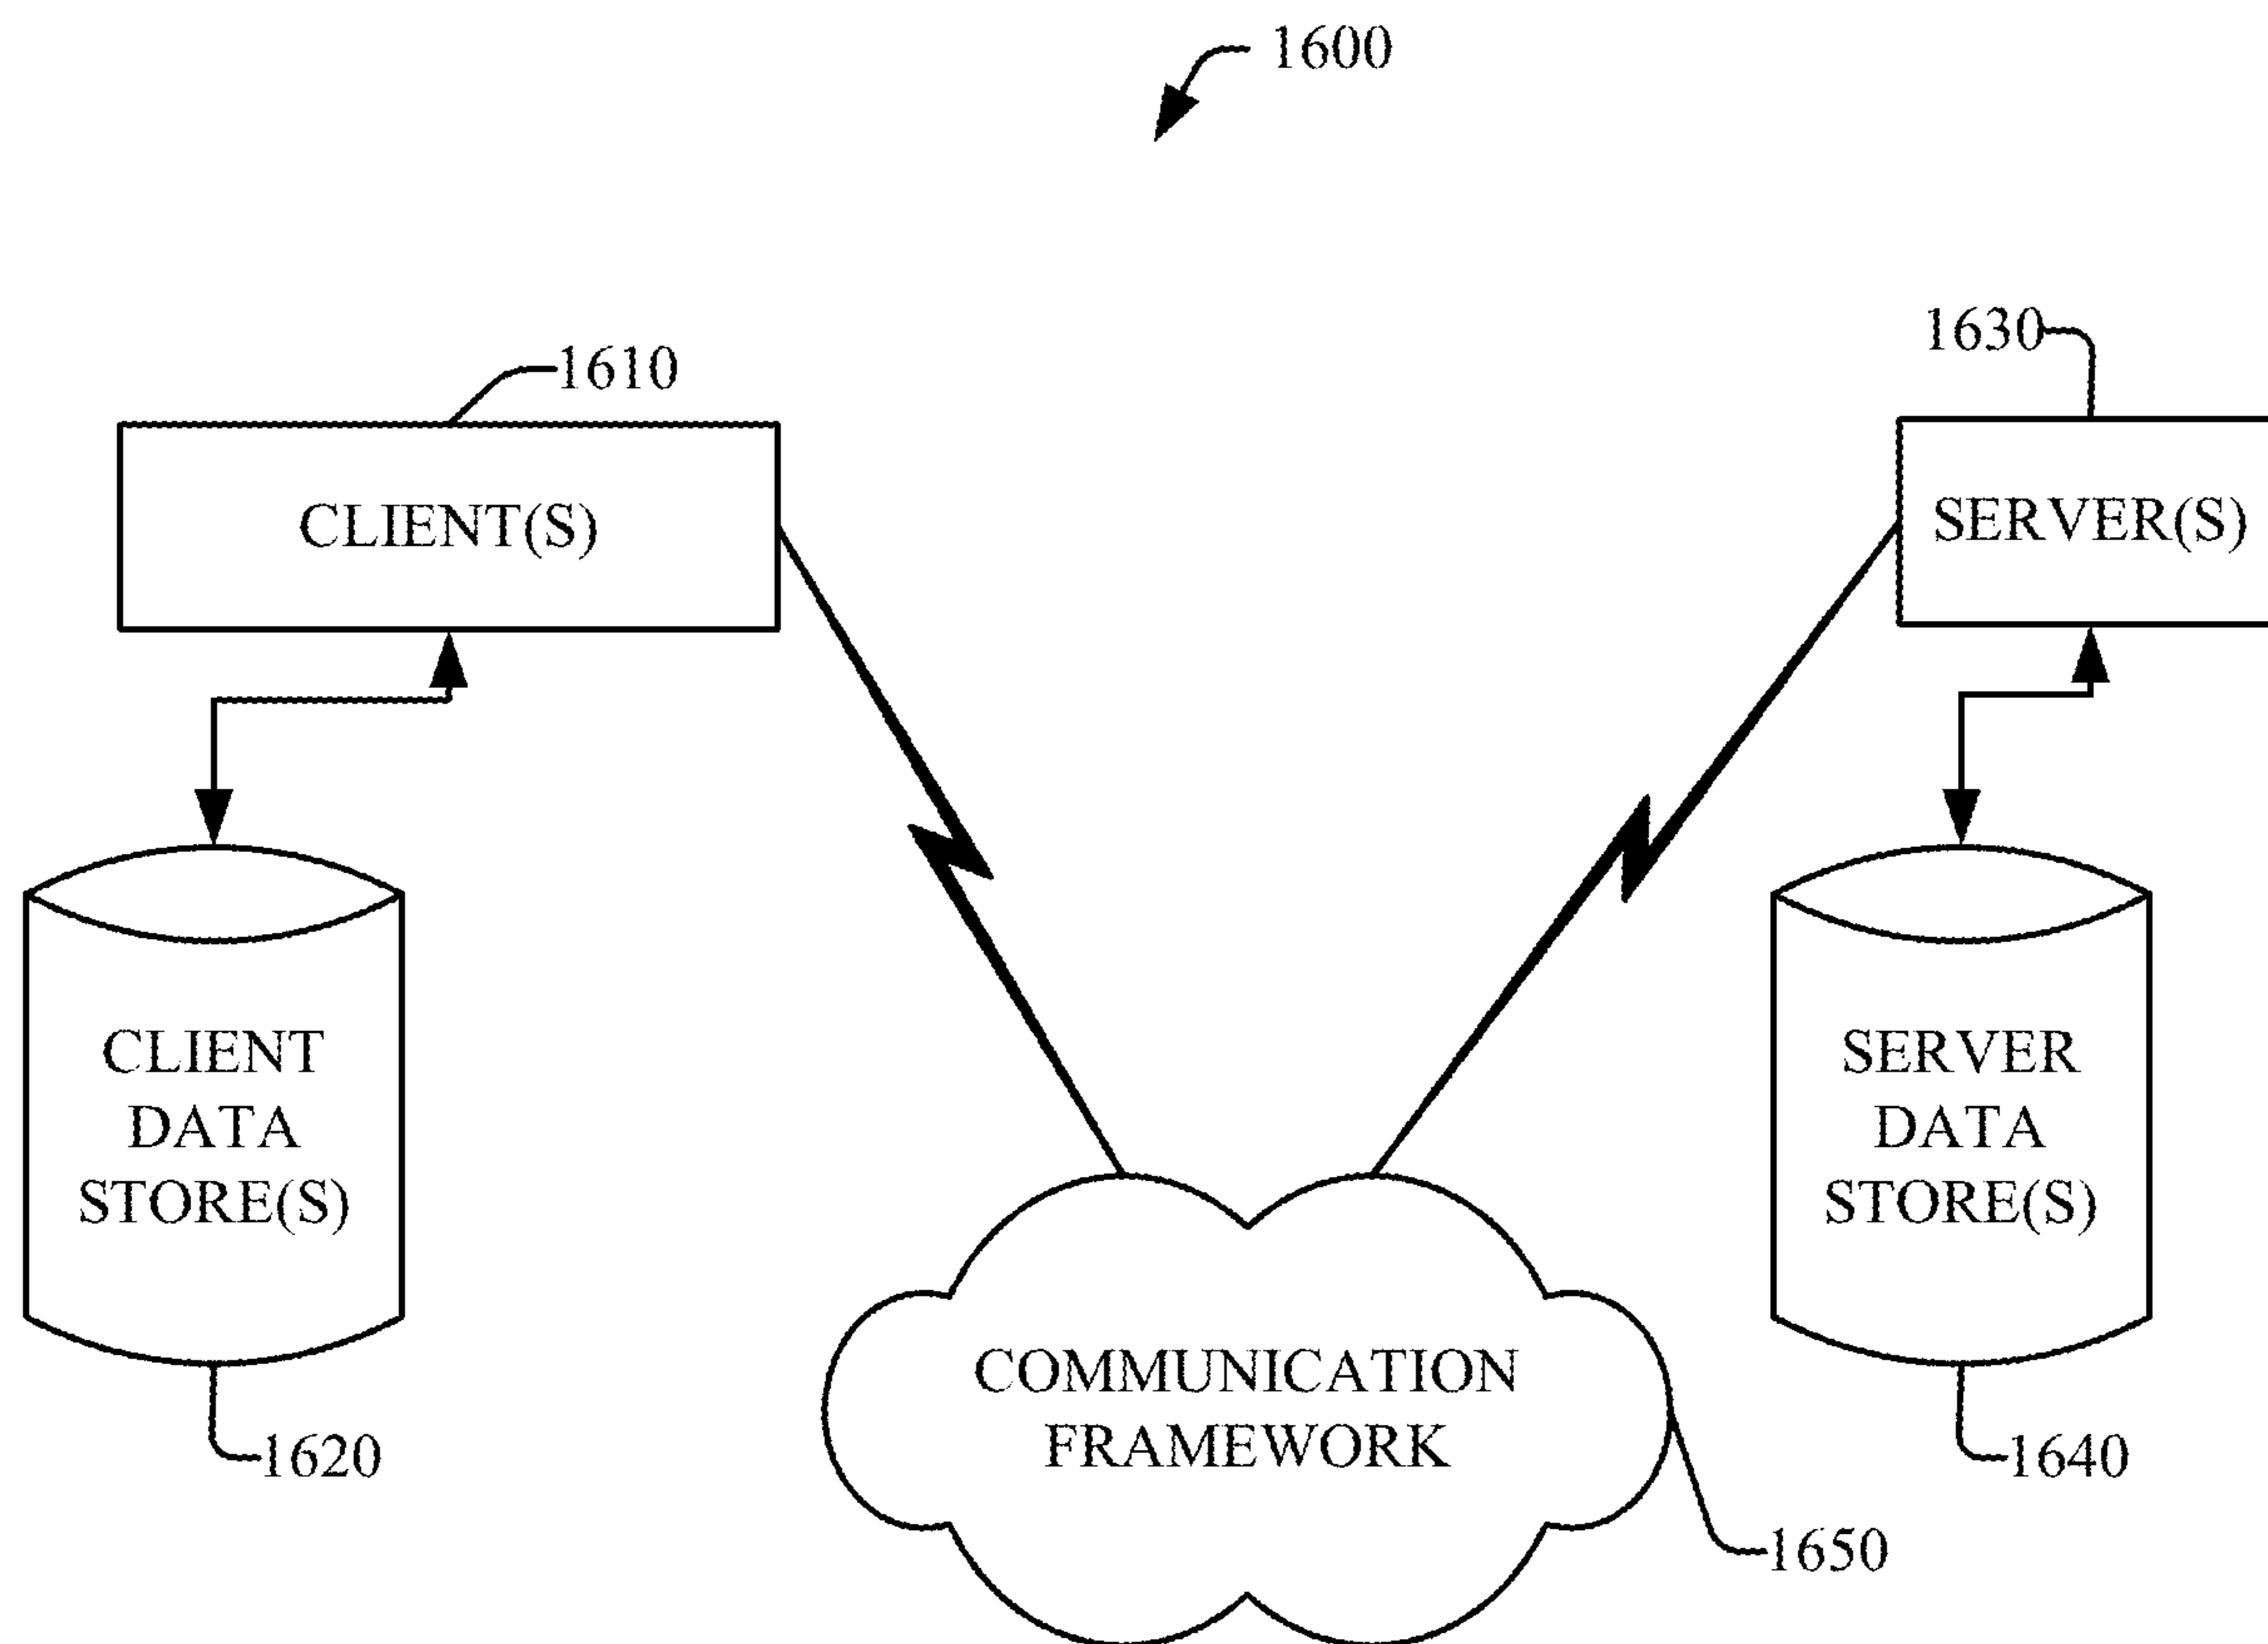 1600
1610
1630
CLIENT(S)
SERVER(S)
CLIENT
DATA
STORE(S)
SERVER
DATA
STORE(S)
COMMUNICATION
FRAMEWORK
1620
1640
1650